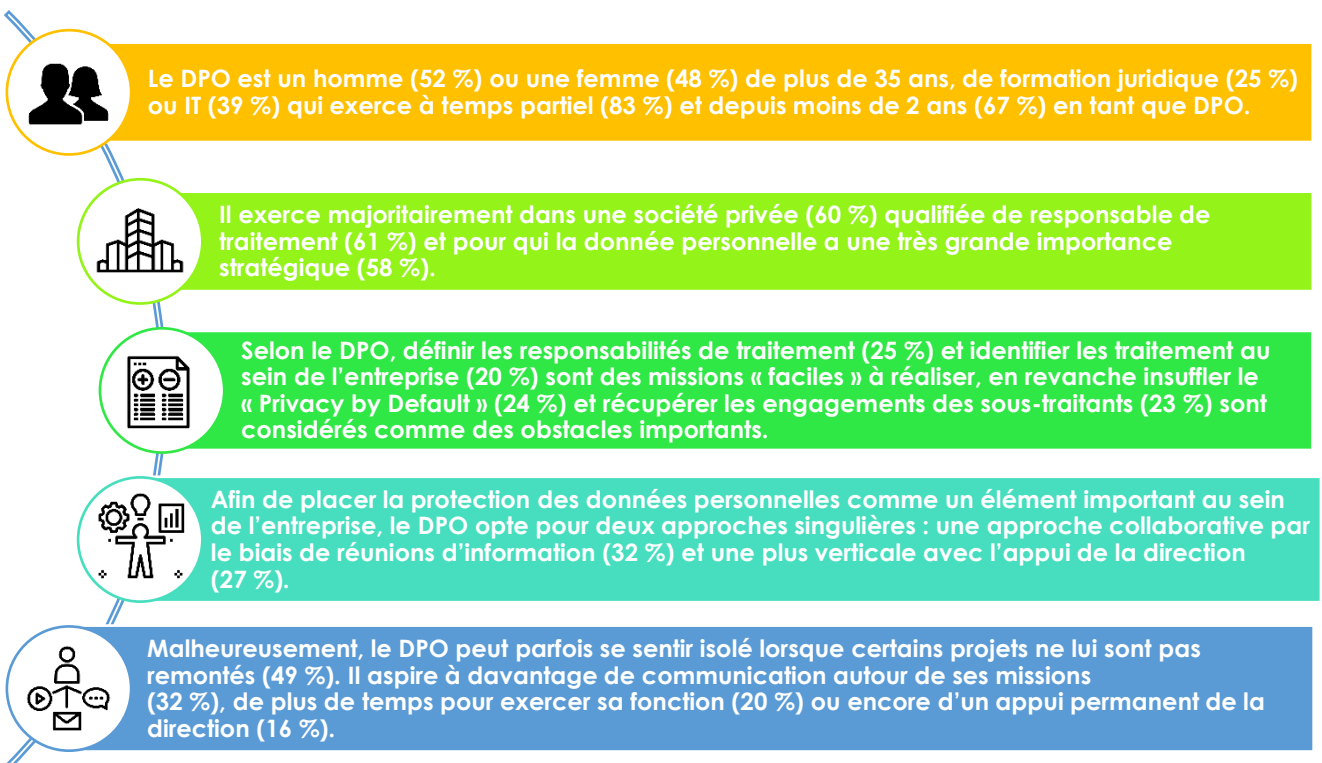 Le DPO est un homme (52 %) ou une femme (48 %) de plus de 35 ans, de formation juridique (25 %)
ou IT (39 %) qui exerce à temps partiel (83 %) et depuis moins de 2 ans (67 %) en tant que DPO.
Il exerce majoritairement dans une société privée (60 %) qualifiée de responsable de
traitement (61 %) et pour qui la donnée personnelle a une très grande importance
stratégique (58 %).
Selon le DPO, définir les responsabilités de traitement (25 %) et identifier les traitement au
sein de l’entreprise (20 %) sont des missions « faciles » à réaliser, en revanche insuffler le
« Privacy by Default » (24 %) et récupérer les engagements des sous-traitants (23 %) sont
considérés comme des obstacles importants.
Afin de placer la protection des données personnelles comme un élément important au sein
de l’entreprise, le DPO opte pour deux approches singulières : une approche collaborative par
le biais de réunions d’information (32 %) et une plus verticale avec l’appui de la direction
(27 %).
Malheureusement, le DPO peut parfois se sentir isolé lorsque certains projets ne lui sont pas
remontés (49 %). Il aspire à davantage de communication autour de ses missions
(32 %), de plus de temps pour exercer sa fonction (20 %) ou encore d’un appui permanent de la
direction (16 %).